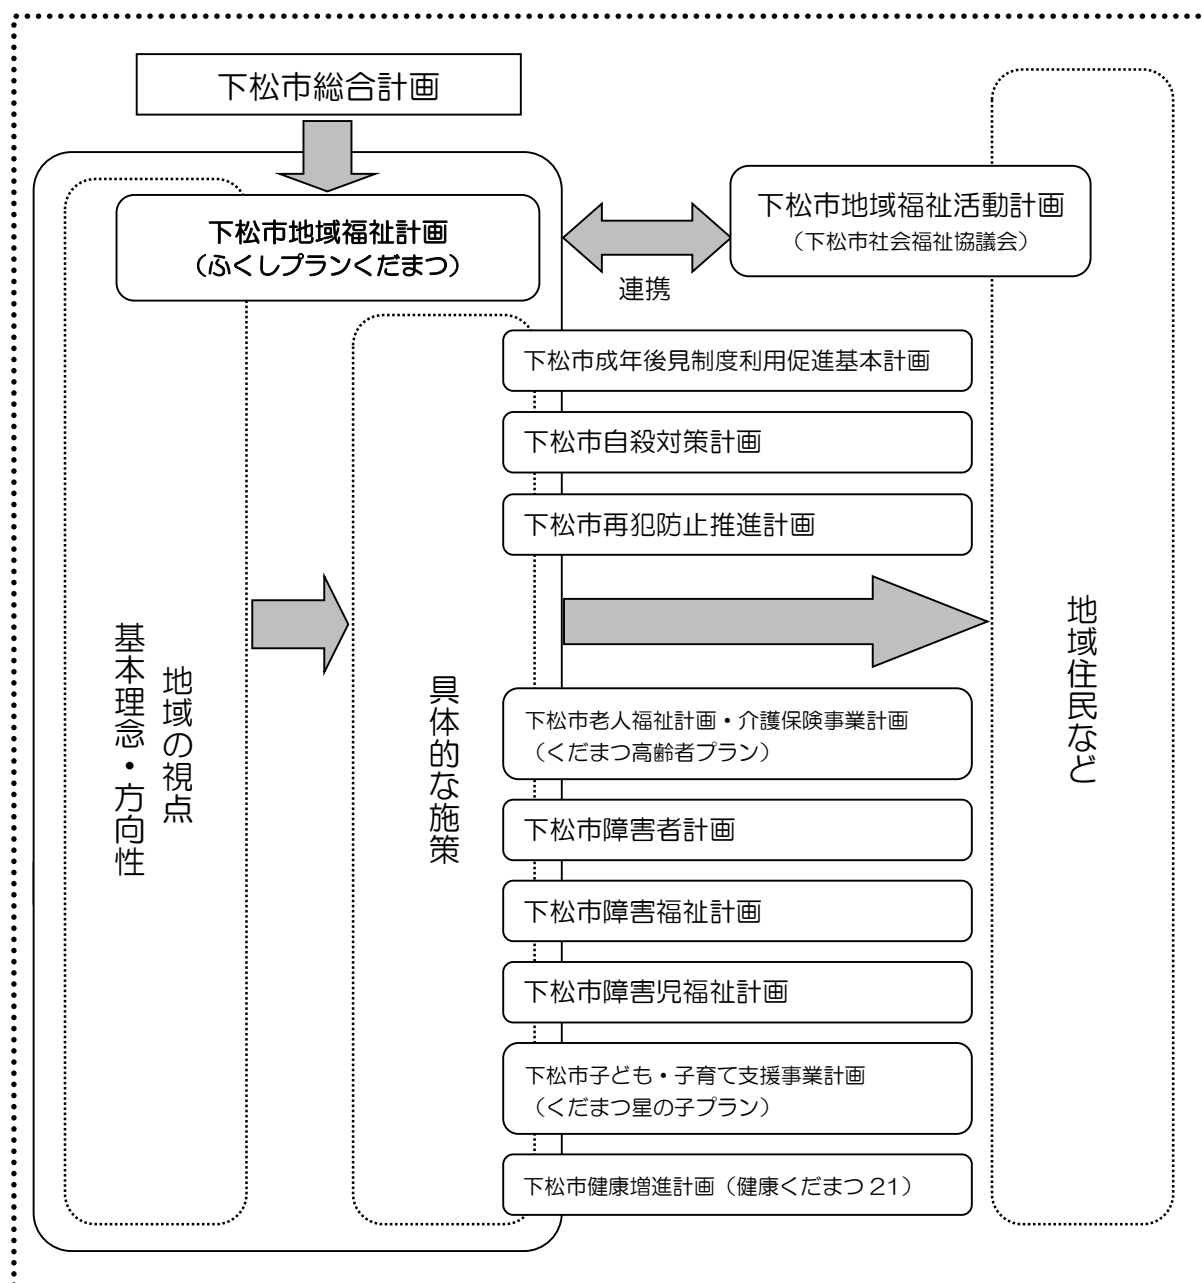 下松市総合計画
下松市地域福祉計画
(ふくしプランくだまつ)
下松市地域福祉活動計画
(下松市社会福祉協議会)
連携
下松市成年後見制度利用促進基本計画
下松市自殺対策計画
下松市再犯防止推進計画
地域の視点
基本理念・方向性
具体的な施策
地域住民など
下松市老人福祉計画・介護保険事業計画
(くだまつ高齢者プラン)
下松市障害者計画
下松市障害福祉計画
下松市障害児福祉計画
下松市子ども・子育て支援事業計画
(くだまつ星の子プラン)
下松市健康増進計画(健康くだまつ 21)